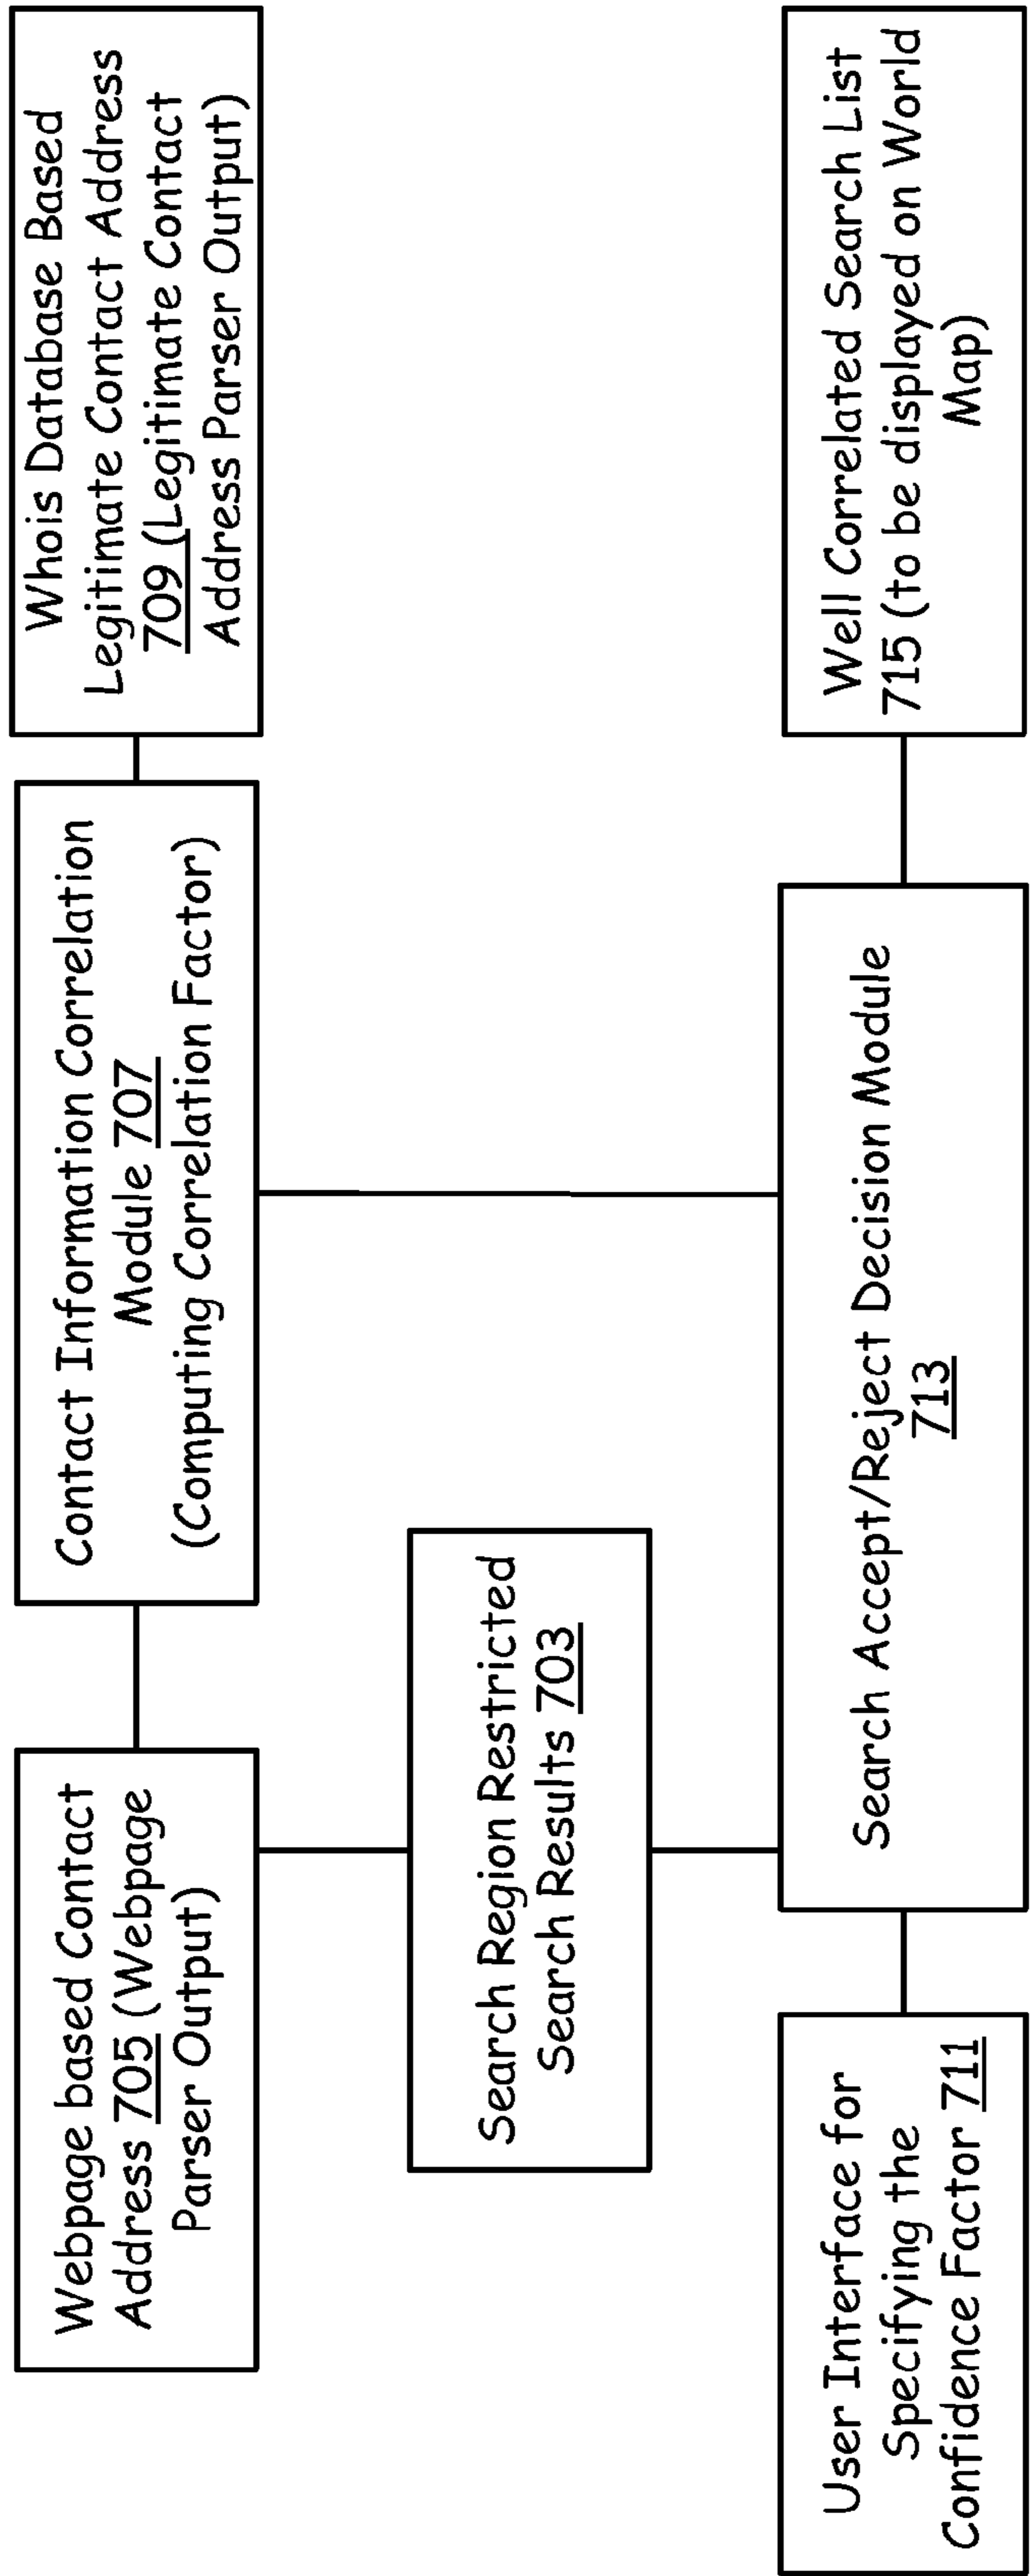 Webpage based Contact
Address 705 (Webpage
Parser Output)
Contact Information Correlation
Module 707
(Computing Correlation Factor)
Whois Database Based
Legitimate Contact Address
709 (Legitimate Contact
Address Parser Output)
Search Region Restricted
Search Results 703
User Interface for
Specifying the
Confidence Factor 711
Search Accept/Reject Decision Module
713
Well Correlated Search List
715 (to be displayed on World
Map)